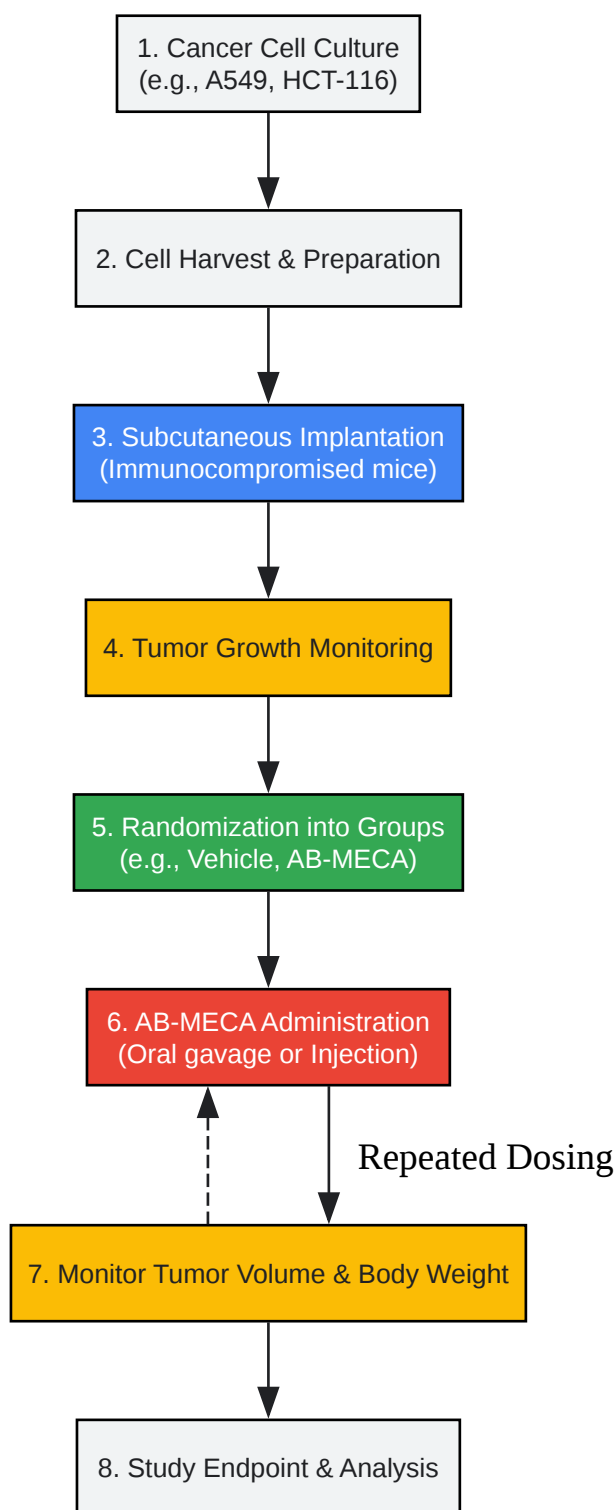 1. Cancer Cell Culture
(e.g., A549, HCT-116)
2. Cell Harvest & Preparation
3. Subcutaneous Implantation
(Immunocompromised mice)
4. Tumor Growth Monitoring
5. Randomization into Groups
(e.g., Vehicle, AB-MECA)
6. AB-MECA Administration
(Oral gavage or Injection)
Repeated Dosing
7. Monitor Tumor Volume & Body Weight
8. Study Endpoint & Analysis